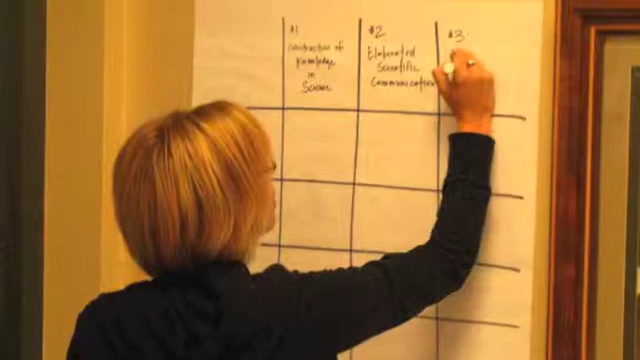 #1
Construction of
Knowledge
in
Science
#2
Elaborated
Scientific
Communication
#3